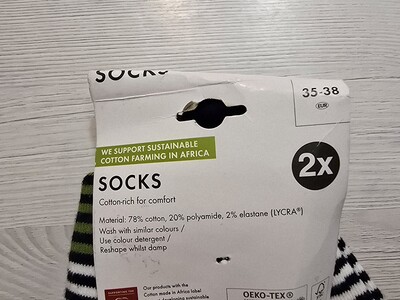 SOCKS
35-38
EUR
WE SUPPORT SUSTAINABLE
COTTON FARMING IN AFRICA
2x
SOCKS
Cotton-rich for comfort
Material: 78% cotton, 20% polyamide, 2% elastane (LYCRA®)
Wash with similar colours /
Use colour detergent /
Reshape whilst damp
Our products with the
Cotton made in Africa label
sustainable
OEKO-TEX®
FSC